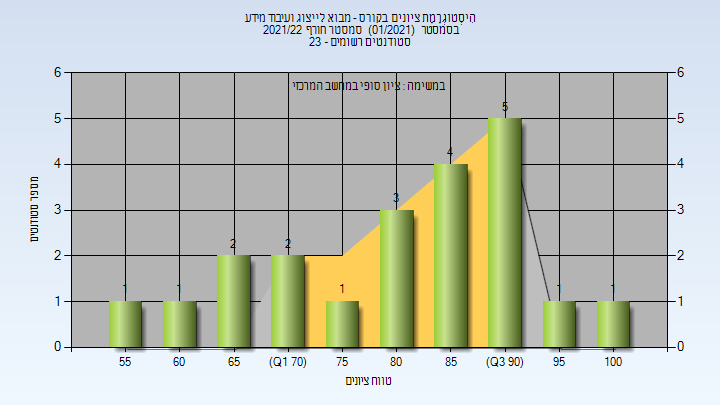 היסטוגרמת ציונים בקורס - מבוא לייצוג ועיבוד מידע
בסמסטר (01/2021) סמסטר חורף 2021/22
סטודנטים רשומים - 23
במשימה : ציון סופי במחשב המרכזי
6 6
5 5 5
4 4 4
3 3 3
2 2 2 2
1 1 1 1 1 1 1
0 0
מספר סטודנטים
55 60 65 (Q1 70) 75 80 85 (Q3 90) 95 100
טווח ציונים